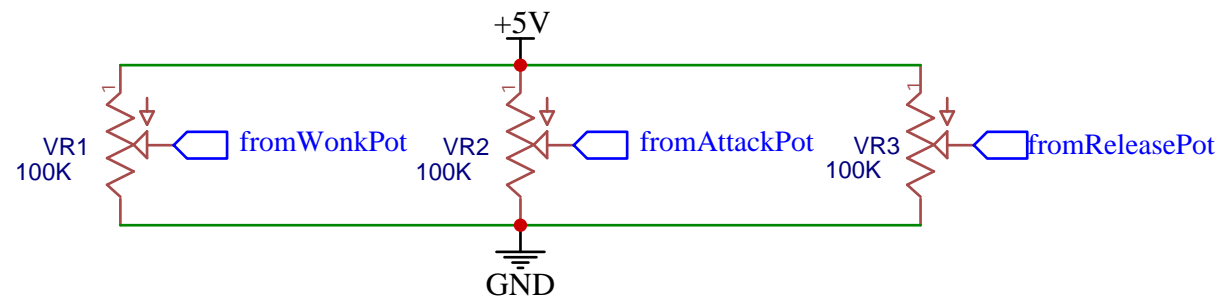 +5V
1
1
1
VR1
100K
fromWonkPot
VR2
100K
fromAttackPot
VR3
100K
fromReleasePot
GND